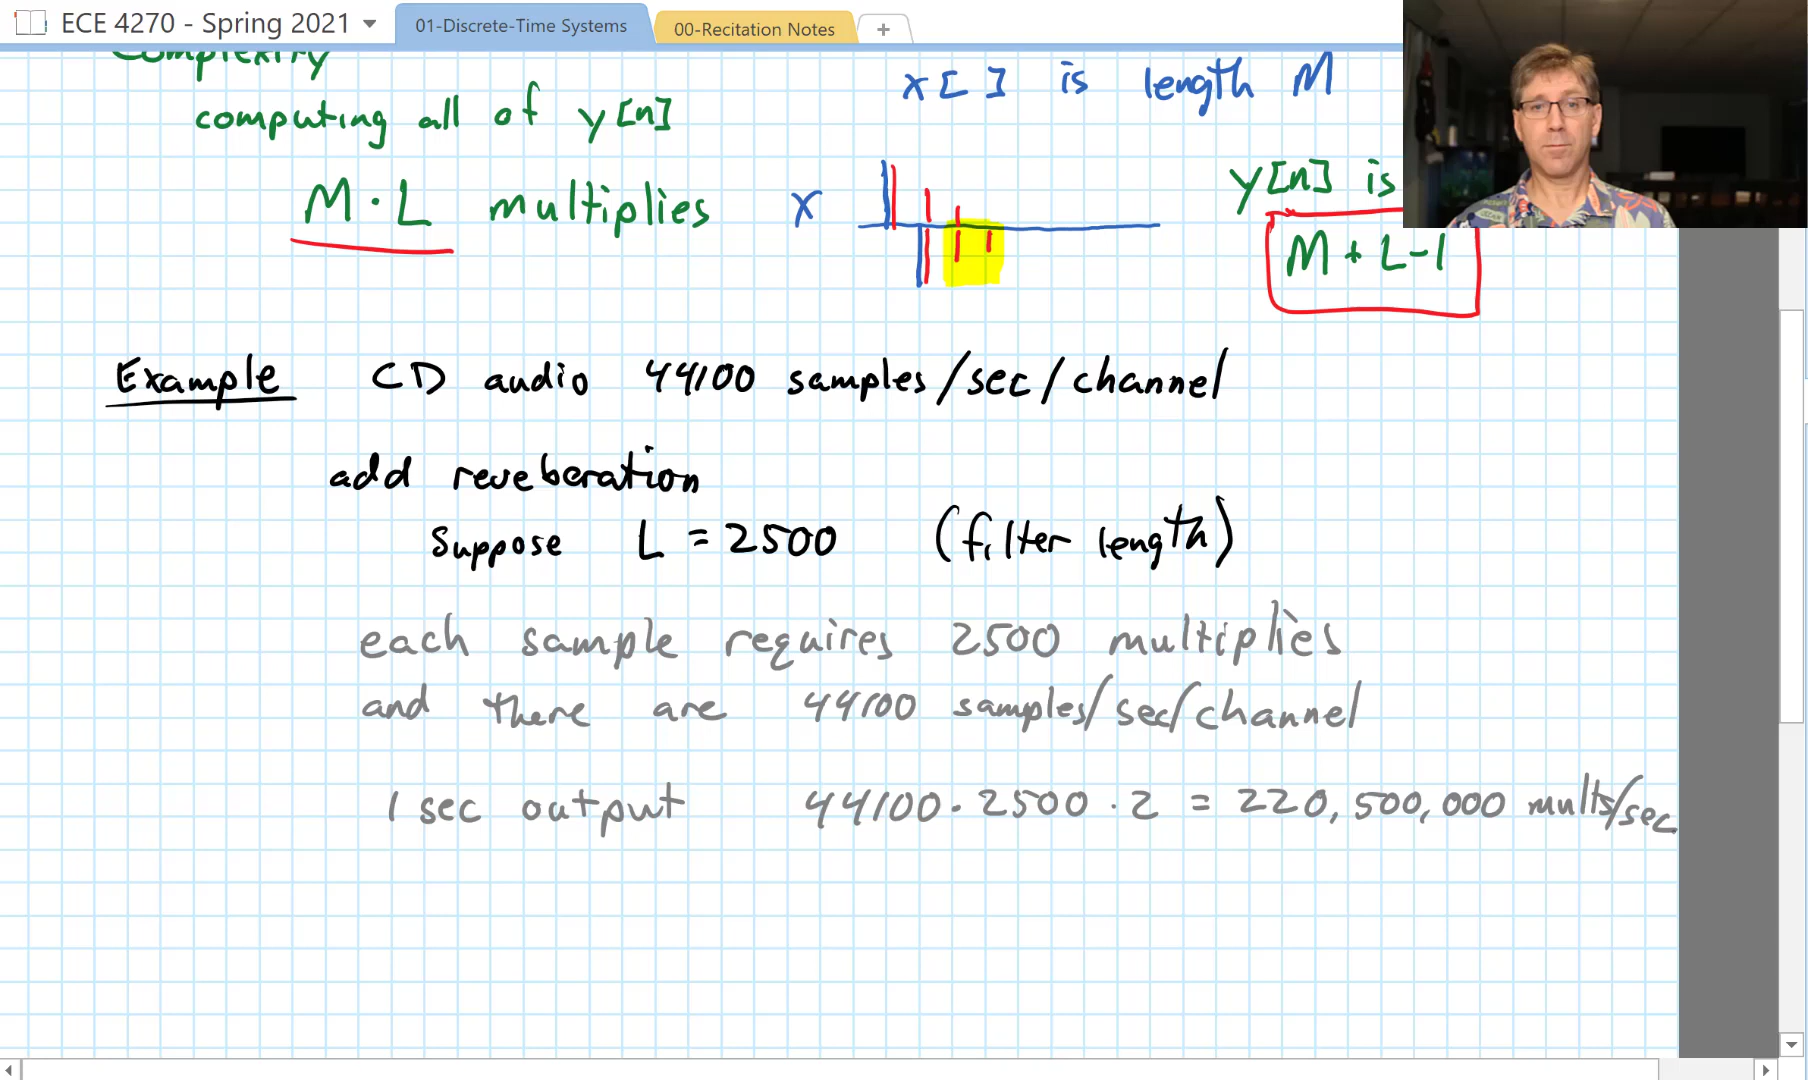 ECE 4270 - Spring 2021
01-Discrete-Time Systems
00-Recitation Notes
+
Complexity
computing all of y[n]
M · L multiplies
x[ ] is length M
x
y[n] is
M + L - 1
Example CD audio 44100 samples/sec/channel
add reveberation
Suppose L = 2500 (filter length)
each sample requires 2500 multiplies
and there are 44100 samples/sec/channel
1 sec output 44100 · 2500 · 2 = 220,500,000 mults/sec